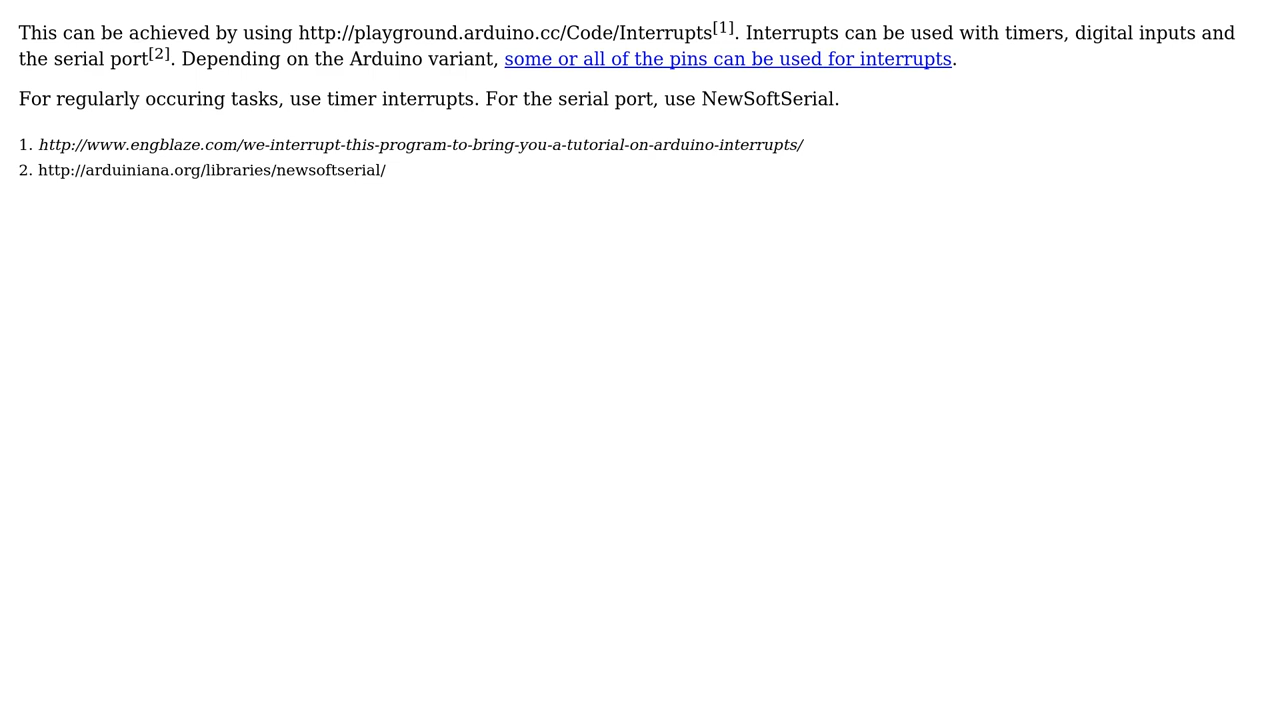 This can be achieved by using http://playground.arduino.cc/Code/Interrupts[1]. Interrupts can be used with timers, digital inputs and
the serial port[2]. Depending on the Arduino variant, some or all of the pins can be used for interrupts.
For regularly occuring tasks, use timer interrupts. For the serial port, use NewSoftSerial.
1. http://www.engblaze.com/we-interrupt-this-program-to-bring-you-a-tutorial-on-arduino-interrupts/
2. http://arduiniana.org/libraries/newsoftserial/